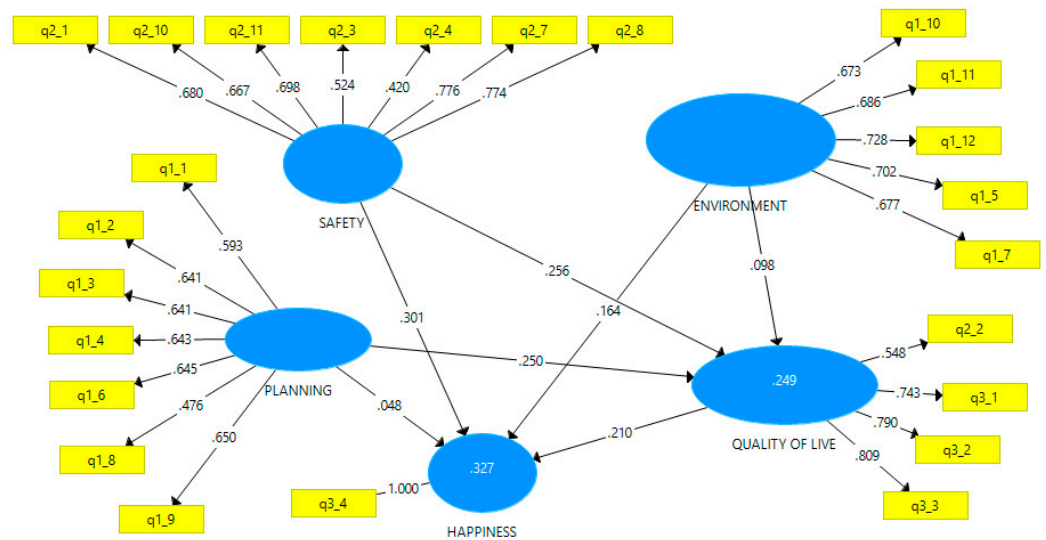 q2_1 q2_10 q2_11 q2_3 q2_4 q2_7 q2_8
q1_10
.680 .667 .698 .524 .420 .776 .774
.673
q1_11
.686
.728 q1_12
q1_1
.702
q1_5
SAFETY
ENVIRONMENT
.677
q1_2
.593
q1_7
.256
.098
q1_3
.641
.641
q1_4
.643
.301
.164
q2_2
.548
.645
.250
q1_6
PLANNING
.249
.743 q3_1
.476
.048
.790
.210
QUALITY OF LIVE
q3_2
.650
.809
q1_8
.327
q3_4 1.000
q3_3
q1_9
HAPPINESS